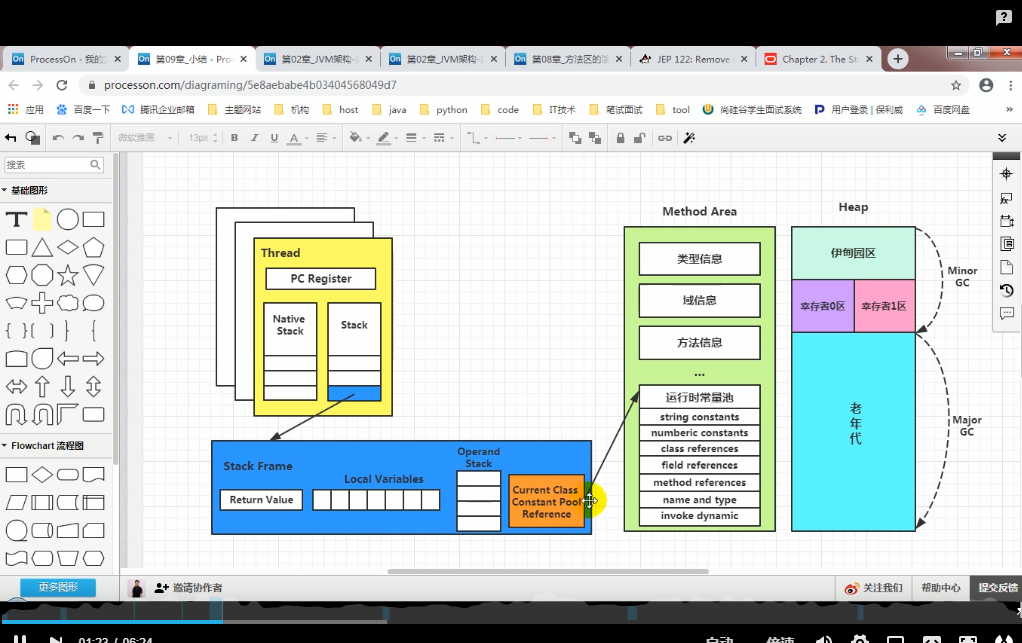 ProcessOn - 我的
第09章_小结 - Proc
第02章_JVM架构-
第02章_JVM架构-
第08章_方法区的
JEP 122: Remove
Chapter 2. The St
processon.com/diagraming/5e8aebabe4b03404568049d7
应用
百度一下
腾讯企业邮箱
主题网站
机构
host
java
python
code
IT技术
笔试面试
tool
尚硅谷学生面试系统
用户登录 | 保利威
百度网盘
微软雅黑
13px
B
I
U
A
搜索
基础图形
T
Flowchart 流程图
更多图形
Thread
PC Register
Native
Stack
Stack
Stack Frame
Return Value
Local Variables
Operand
Stack
Current Class
Constant Pool
Reference
Method Area
类型信息
域信息
方法信息
...
运行时常量池
string constants
numberic constants
class references
field references
method references
name and type
invoke dynamic
Heap
伊甸园区
幸存者0区
幸存者1区
老
年
代
Minor
GC
Major
GC
邀请协作者
关注我们
帮助中心
提交反馈
01:23 / 06:24
自动
倍速